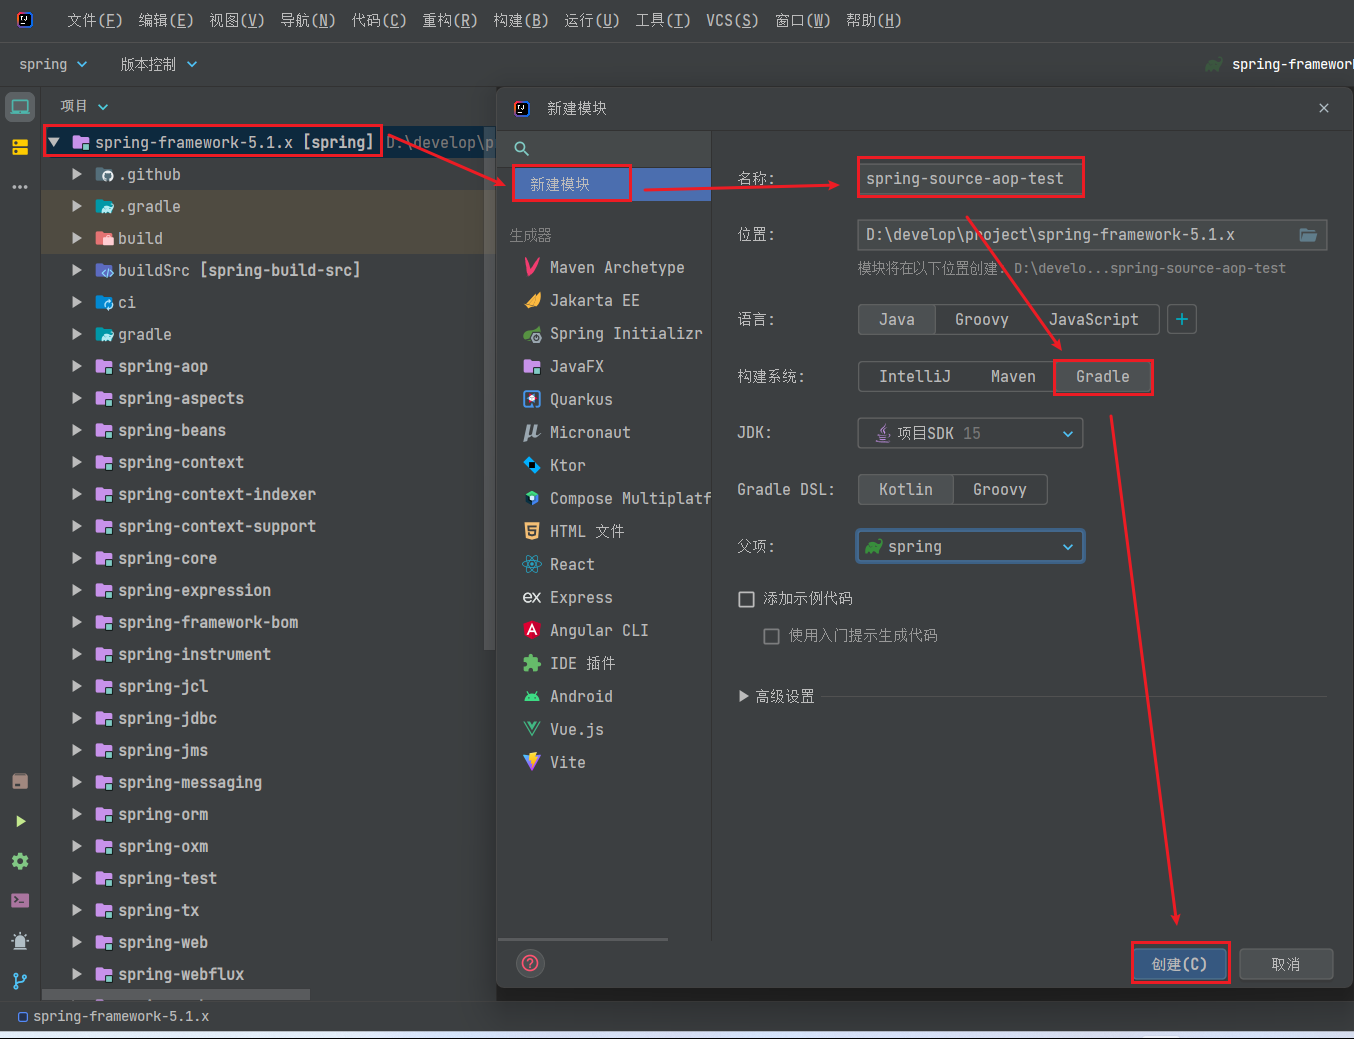 文件(F) 编辑(E) 视图(V) 导航(N) 代码(C) 重构(R) 构建(B) 运行(U) 工具(T) VCS(S) 窗口(W) 帮助(H)
spring 版本控制 spring-framework
项目
spring-framework-5.1.x [spring] D:\develop\p
.github
.gradle
build
buildSrc [spring-build-src]
ci
gradle
spring-aop
spring-aspects
spring-beans
spring-context
spring-context-indexer
spring-context-support
spring-core
spring-expression
spring-framework-bom
spring-instrument
spring-jcl
spring-jdbc
spring-jms
spring-messaging
spring-orm
spring-oxm
spring-test
spring-tx
spring-web
spring-webflux
新建模块
新建模块
生成器
Maven Archetype
Jakarta EE
Spring Initializr
JavaFX
Quarkus
Micronaut
Ktor
Compose Multiplatf
HTML 文件
React
Express
Angular CLI
IDE 插件
Android
Vue.js
Vite
名称: spring-source-aop-test
位置: D:\develop\project\spring-framework-5.1.x
模块将在以下位置创建: D:\develo...spring-source-aop-test
语言: Java Groovy JavaScript +
构建系统: IntelliJ Maven Gradle
JDK: 项目SDK 15
Gradle DSL: Kotlin Groovy
父项: spring
添加示例代码
使用入门提示生成代码
高级设置
? 创建(C) 取消
spring-framework-5.1.x